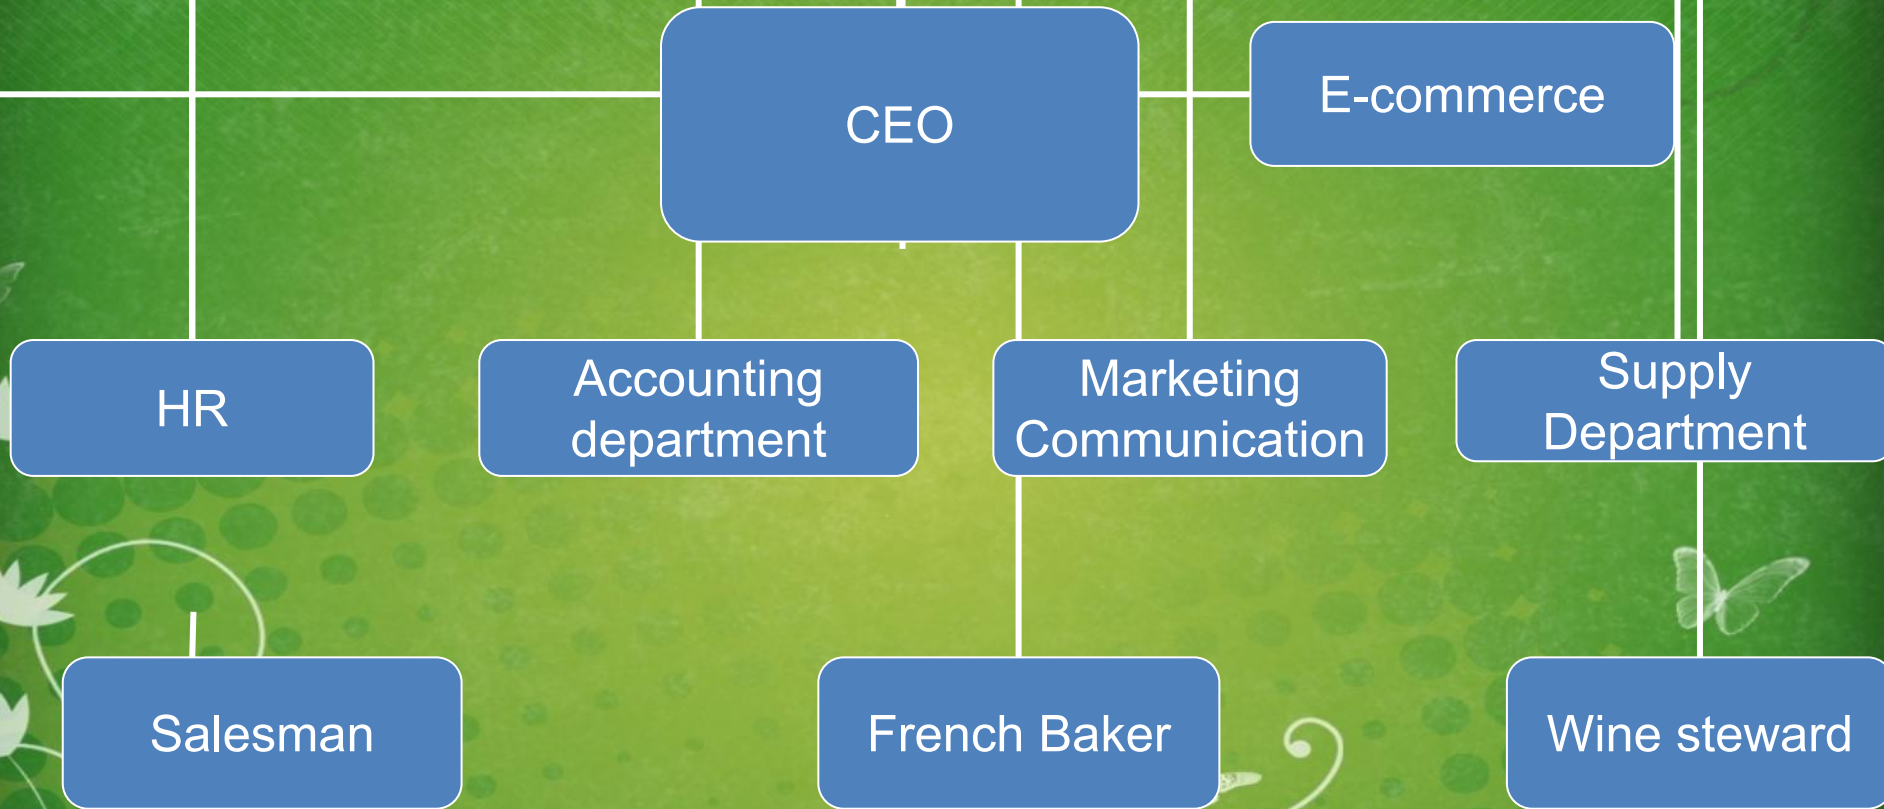 CEO
E-commerce
HR
Accounting
department
Marketing
Communication
Supply
Department
Salesman
French Baker
Wine steward